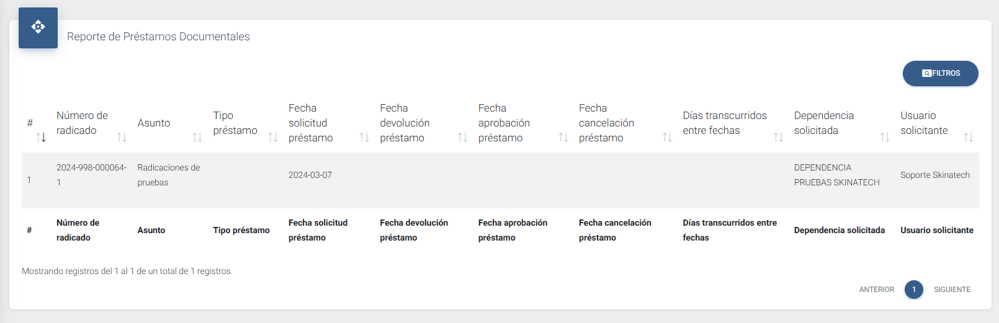 Reporte de Préstamos Documentales
FILTROS
#
Número de
radicado
Asunto
Tipo
préstamo
Fecha
solicitud
préstamo
Fecha
devolución
préstamo
Fecha
aprobación
préstamo
Fecha
cancelación
préstamo
Días transcurridos
entre fechas
Dependencia
solicitada
Usuario
solicitante
1
2024-998-000064-
1
Radicaciones de
pruebas
2024-03-07
DEPENDENCIA
PRUEBAS SKINATECH
Soporte Skinatech
#
Número de
radicado
Asunto
Tipo préstamo
Fecha solicitud
préstamo
Fecha devolución
préstamo
Fecha aprobación
préstamo
Fecha cancelación
préstamo
Días transcurridos entre
fechas
Dependencia solicitada
Usuario solicitante
Mostrando registros del 1 al 1 de un total de 1 registros
ANTERIOR 1 SIGUIENTE